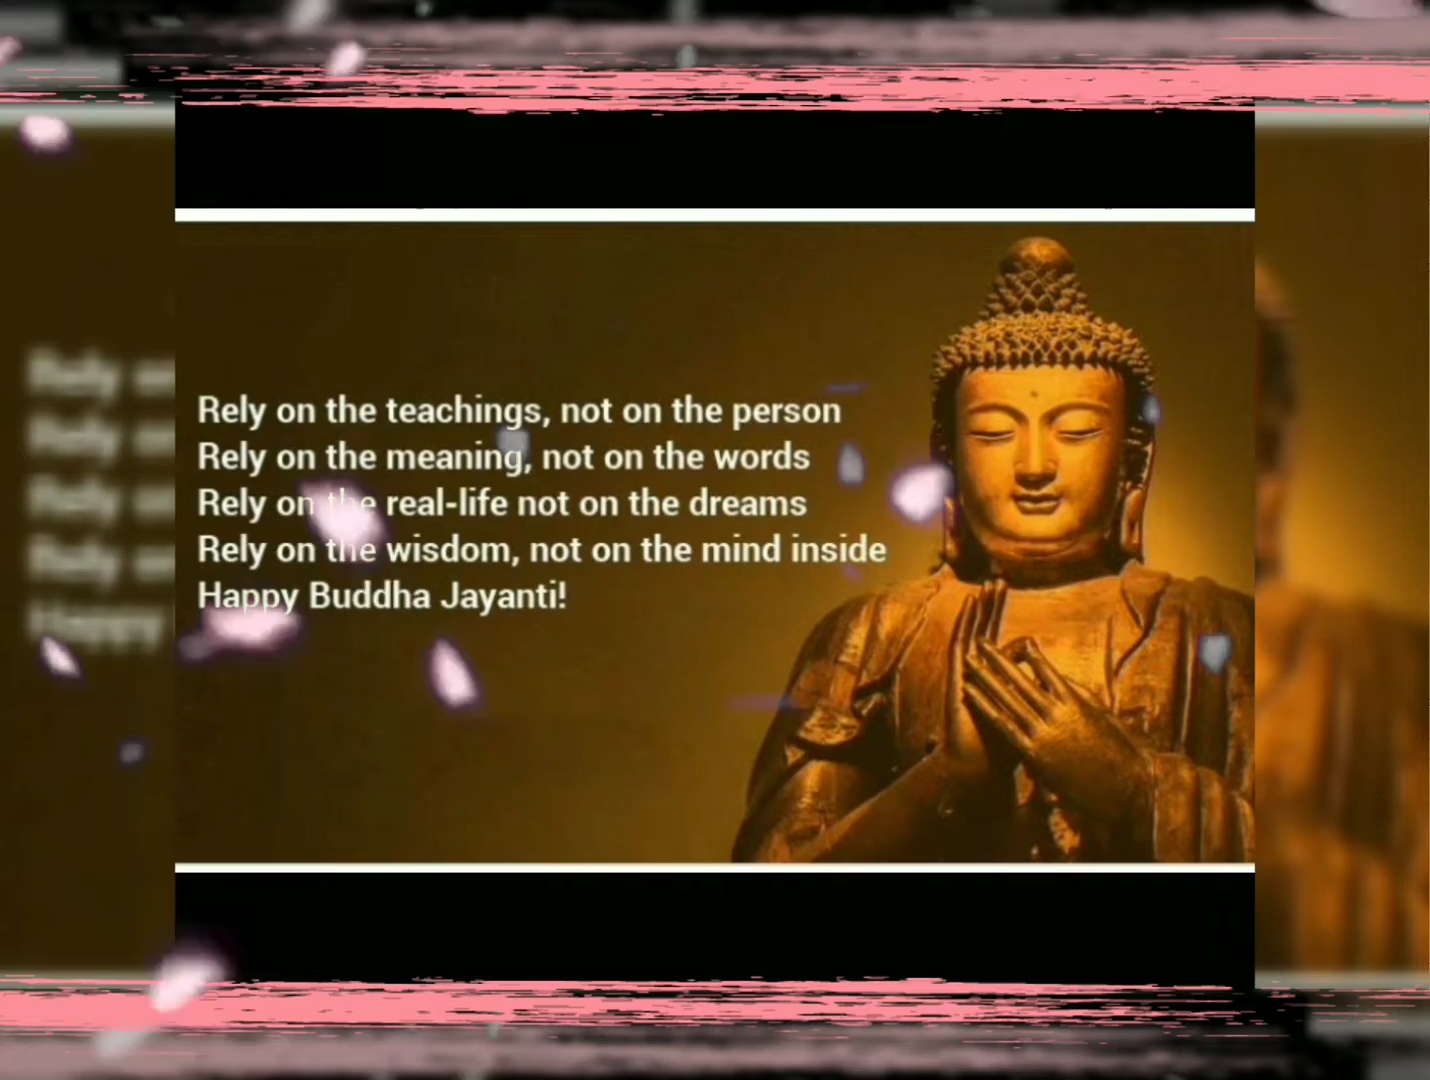 Rely on the teachings, not on the person
Rely on the meaning, not on the words
Rely on the real-life not on the dreams
Rely on the wisdom, not on the mind inside
Happy Buddha Jayanti!